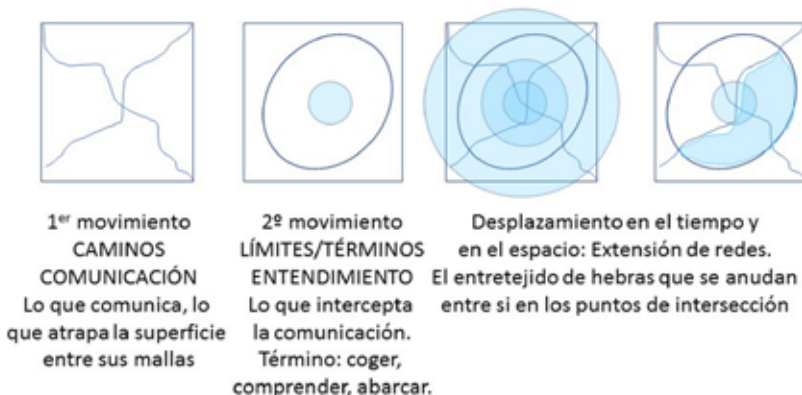 1er movimiento
CAMINOS
COMUNICACIÓN
Lo que comunica, lo
que atrapa la superficie
entre sus mallas
2º movimiento
LÍMITES/TÉRMINOS
ENTENDIMIENTO
Lo que intercepta
la comunicación.
Término: coger,
comprender, abarcar.
Desplazamiento en el tiempo y
en el espacio: Extensión de redes.
El entretejido de hebras que se anudan
entre si en los puntos de intersección